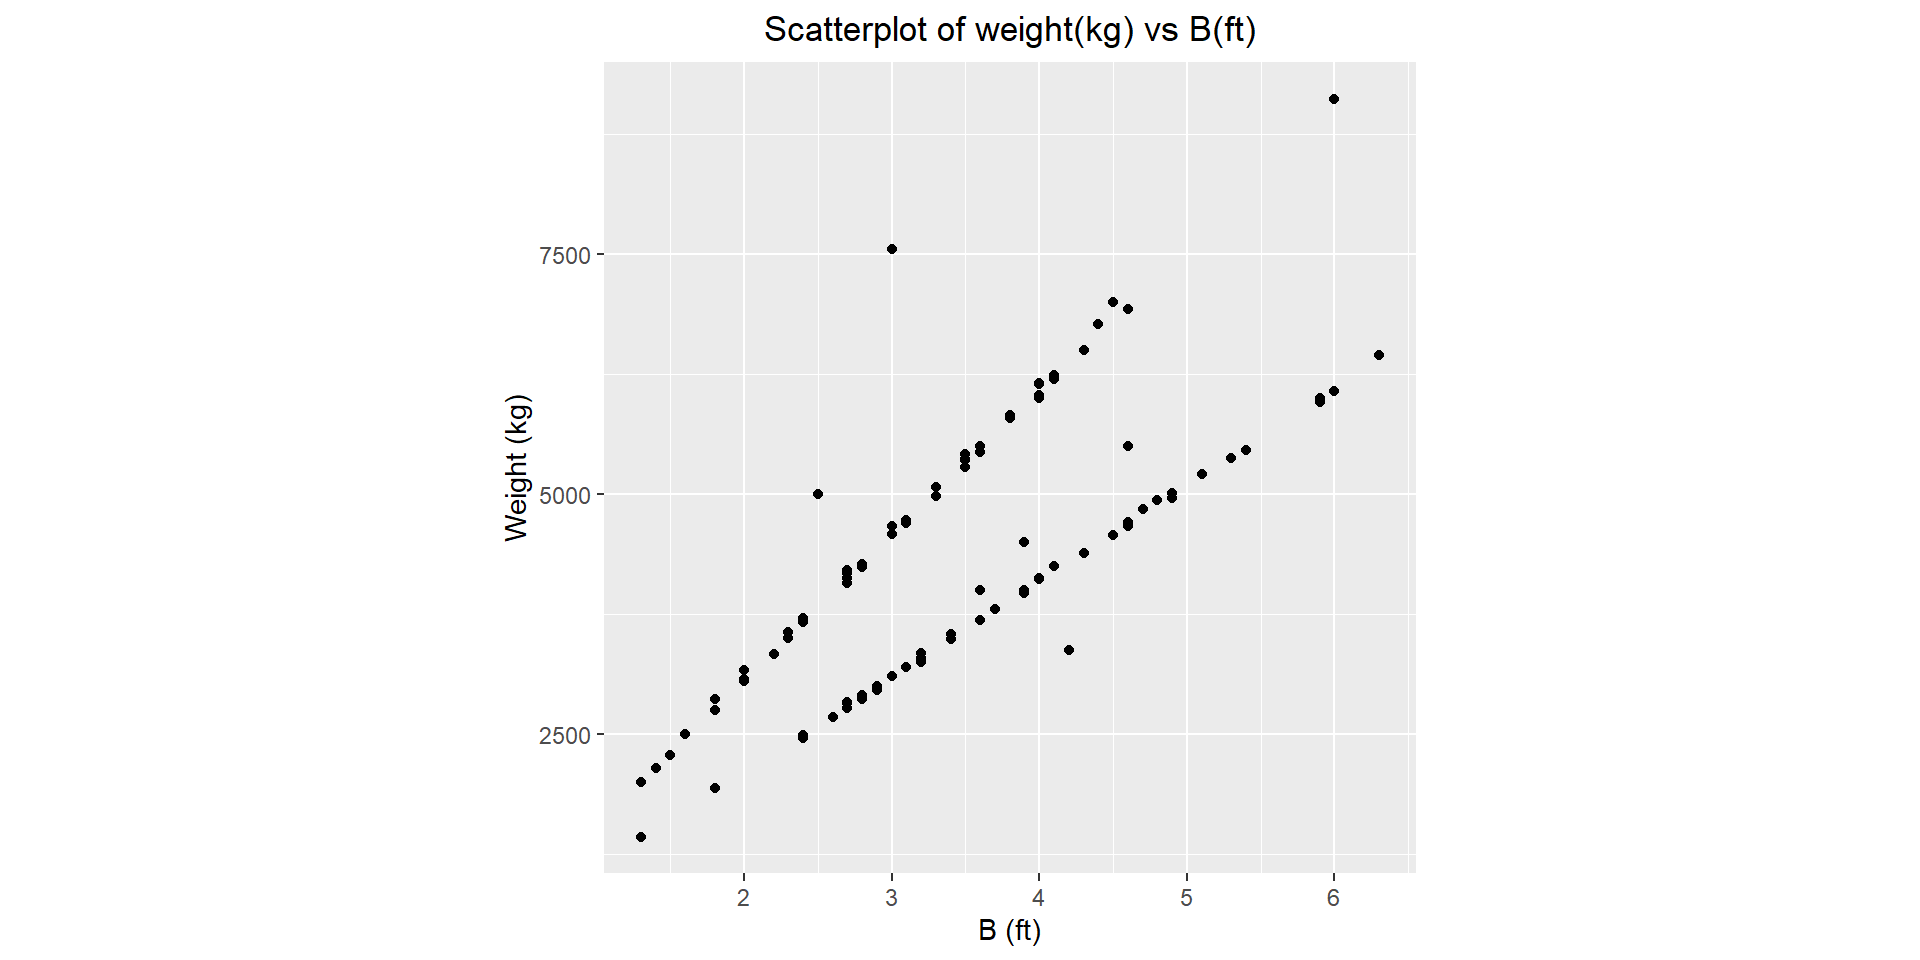 Scatterplot of weight(kg) vs B(ft)
Weight (kg)
7500
5000
2500
2 3 4 5 6
B (ft)